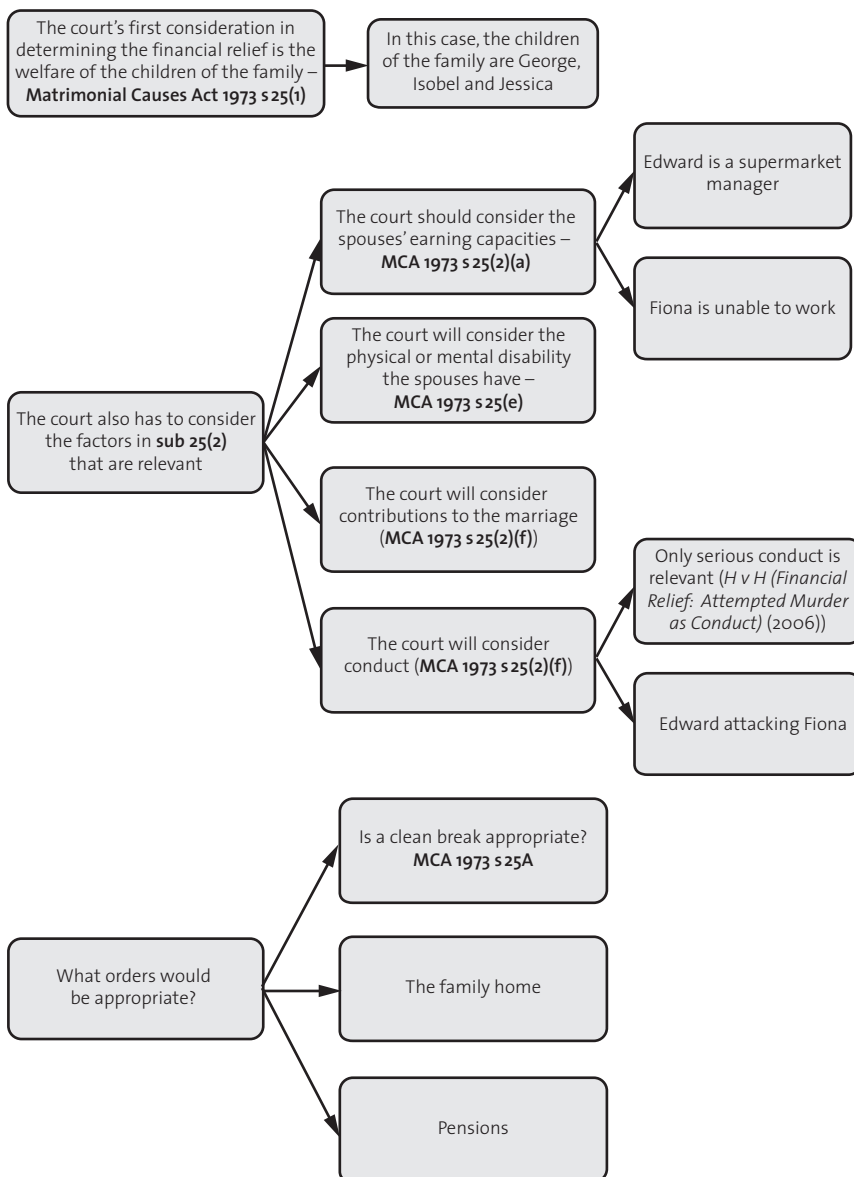 The court's first consideration in
determining the financial relief is the
welfare of the children of the family –
Matrimonial Causes Act 1973 s 25(1)
In this case, the children
of the family are George,
Isobel and Jessica
The court also has to consider
the factors in sub 25(2)
that are relevant
The court should consider the
spouses' earning capacities –
MCA 1973 s 25(2)(a)
Edward is a supermarket
manager
Fiona is unable to work
The court will consider the
physical or mental disability
the spouses have –
MCA 1973 s 25(e)
The court will consider
contributions to the marriage
(MCA 1973 s 25(2)(f))
The court will consider
conduct (MCA 1973 s 25(2)(f))
Only serious conduct is
relevant (H v H (Financial
Relief: Attempted Murder
as Conduct) (2006))
Edward attacking Fiona
What orders would
be appropriate?
Is a clean break appropriate?
MCA 1973 s 25A
The family home
Pensions